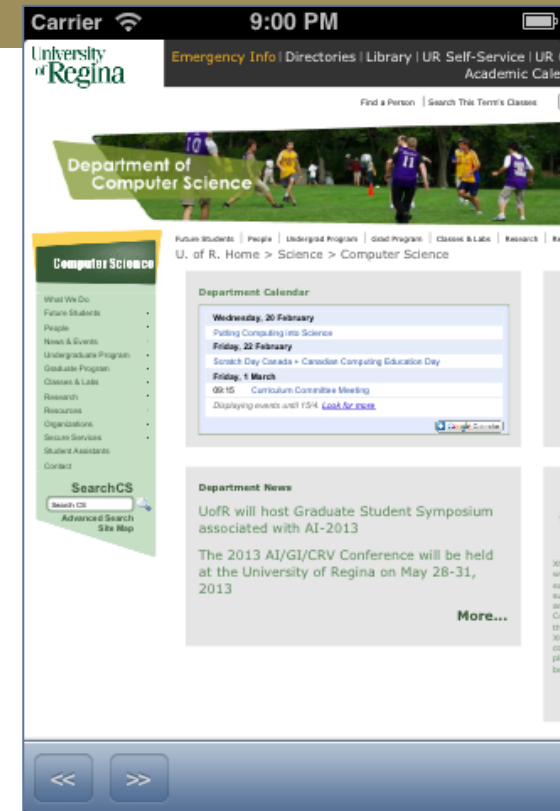 Carrier 9:00 PM
University
of Regina
Emergency Info | Directories | Library | UR Self-Service | UR
Academic Cale
Find a Person | Search This Term's Classes
10
11
Department of
Computer Science
Future Students | People | Undergrad Program | Grad Program | Classes & Labs | Research | Re
U. of R. Home > Science > Computer Science
Computer Science
What We Do
Future Students
People
News & Events
Undergraduate Program
Graduate Program
Classes & Labs
Research
Resources
Organizations
Secure Services
Student Assistants
Contact
SearchCS
Search CS
Advanced Search
Site Map
Department Calendar
Wednesday, 20 February
Putting Computing into Science
Friday, 22 February
Scratch Day Canada + Canadian Computing Education Day
Friday, 1 March
09:15 Curriculum Committee Meeting
Displaying events until 15/4. Look for more
Google Calendar
Department News
UofR will host Graduate Student Symposium
associated with AI-2013
The 2013 AI/GI/CRV Conference will be held
at the University of Regina on May 28-31,
2013
More...
<< >>